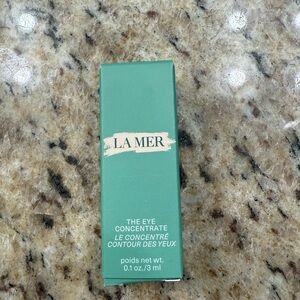 LA MER
THE EYE
CONCENTRATE
LE CONCENTRÉ
CONTOUR DES YEUX
poids net wt.
0.1 oz./3 ml